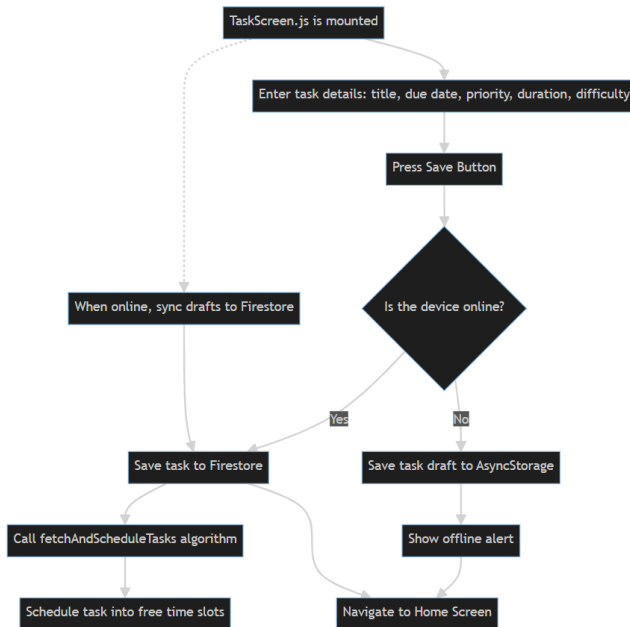 TaskScreen.js is mounted
Enter task details: title, due date, priority, duration, difficulty
Press Save Button
When online, sync drafts to Firestore
Is the device online?
Yes
No
Save task to Firestore
Save task draft to AsyncStorage
Call fetchAndScheduleTasks algorithm
Show offline alert
Schedule task into free time slots
Navigate to Home Screen